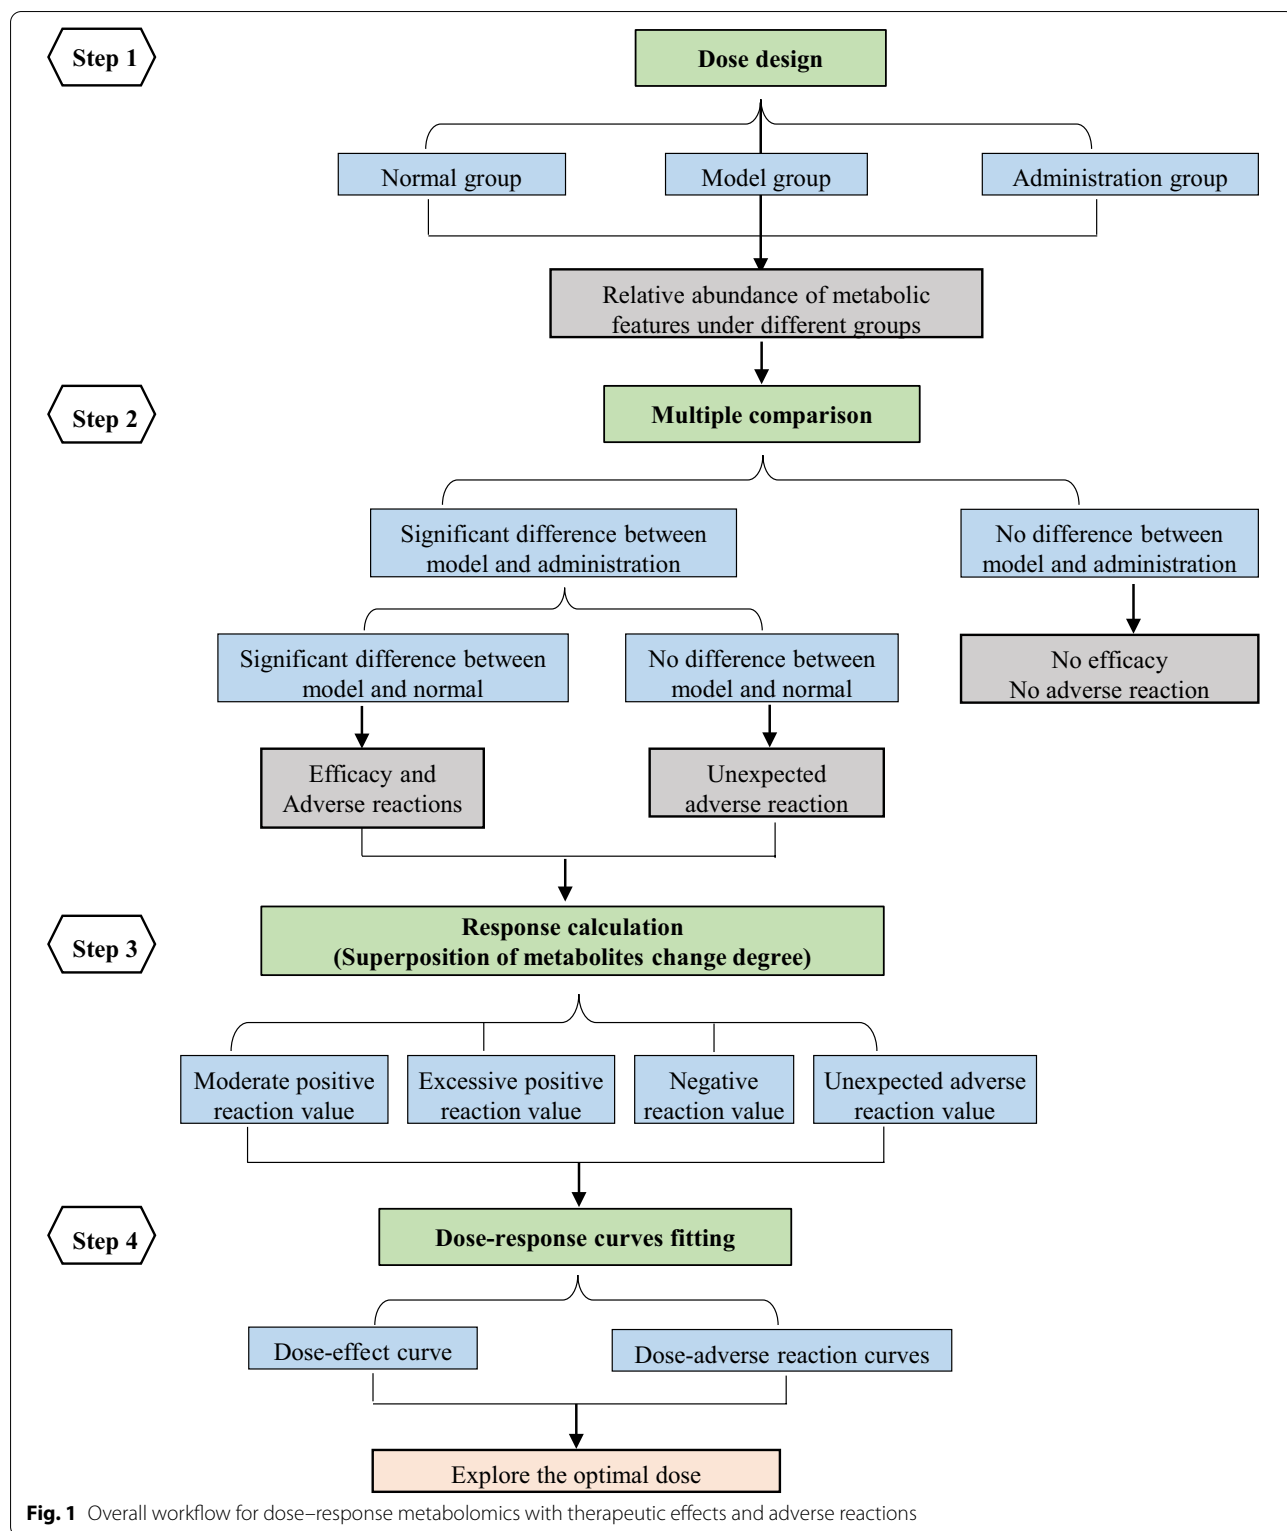 Step 1
Dose design
Normal group
Model group
Administration group
Relative abundance of metabolic
features under different groups
Step 2
Multiple comparison
Significant difference between
model and administration
No difference between
model and administration
Significant difference between
model and normal
No difference between
model and normal
No efficacy
No adverse reaction
Efficacy and
Adverse reactions
Unexpected
adverse reaction
Step 3
Response calculation
(Superposition of metabolites change degree)
Moderate positive
reaction value
Excessive positive
reaction value
Negative
reaction value
Unexpected adverse
reaction value
Step 4
Dose-response curves fitting
Dose-effect curve
Dose-adverse reaction curves
Explore the optimal dose
Fig. 1 Overall workflow for dose–response metabolomics with therapeutic effects and adverse reactions